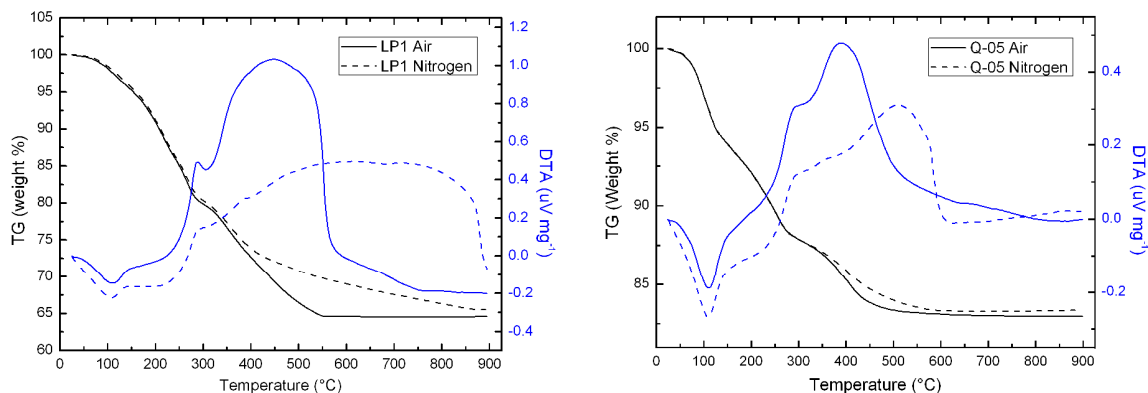 105
100
95
90
85
80
75
70
65
60
TG (weight %)
0 100 200 300 400 500 600 700 800 900
Temperature (°C)
LP1 Air
LP1 Nitrogen
1.2
1.0
0.8
0.6
0.4
0.2
0.0
-0.2
-0.4
DTA (uV mg-1)
100
95
90
85
TG (Weight %)
0 100 200 300 400 500 600 700 800 900
Temperature (°C)
Q-05 Air
Q-05 Nitrogen
0.4
0.2
0.0
-0.2
DTA (uV mg-1)